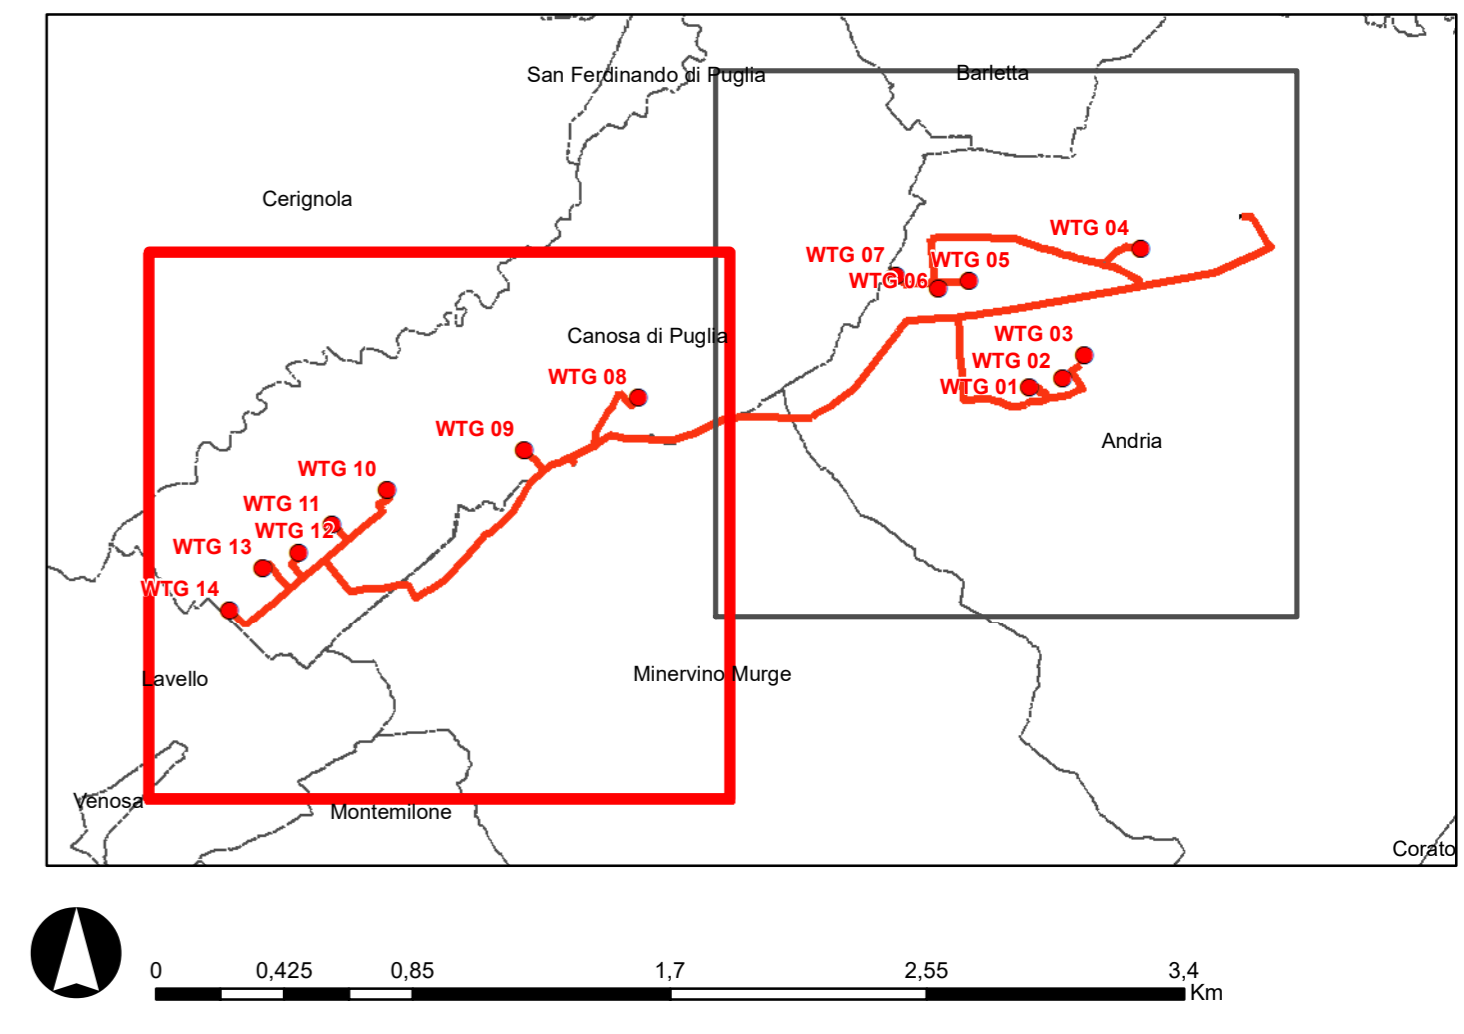 San Ferdinando di Puglia
Barletta
Cerignola
WTG 04
WTG 07
WTG 05
WTG 06
Canosa di Puglia
WTG 03
WTG 02
WTG 08
WTG 01
WTG 09
Andria
WTG 10
WTG 11
WTG 12
WTG 13
WTG 14
Minervino Murge
Lavello
Venosa
Montemilone
Corato
0 0,425 0,85 1,7 2,55 3,4
Km